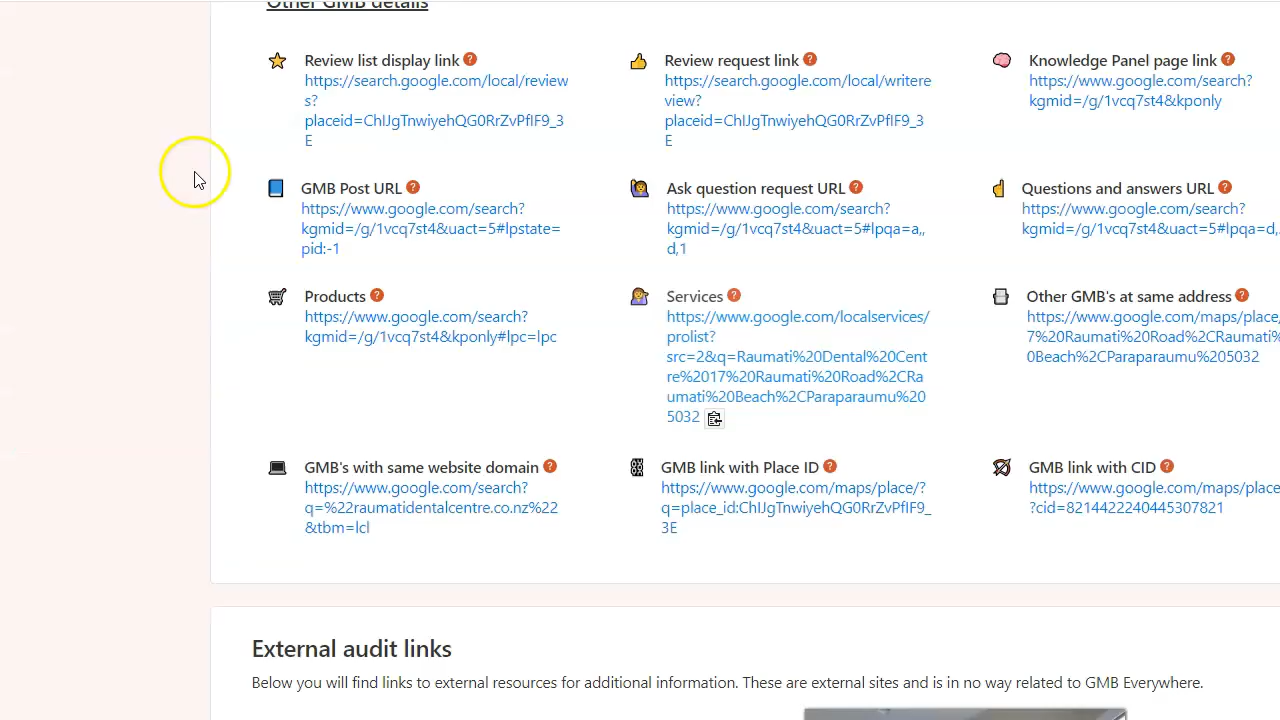 Other GMB details
Review list display link ?
https://search.google.com/local/review
s?
placeid=ChIJgTnwiyehQG0RrZvPfIF9_3
E
Review request link ?
https://search.google.com/local/writere
view?
placeid=ChIJgTnwiyehQG0RrZvPfIF9_3
E
Knowledge Panel page link ?
https://www.google.com/search?
kgmid=/g/1vcq7st4&kponly
GMB Post URL ?
https://www.google.com/search?
kgmid=/g/1vcq7st4&uact=5#lpstate=
pid:-1
Ask question request URL ?
https://www.google.com/search?
kgmid=/g/1vcq7st4&uact=5#lpqa=a,,
d,1
Questions and answers URL ?
https://www.google.com/search?
kgmid=/g/1vcq7st4&uact=5#lpqa=d,
Products ?
https://www.google.com/search?
kgmid=/g/1vcq7st4&kponly#lpc=lpc
Services ?
https://www.google.com/localservices/
prolist?
src=2&q=Raumati%20Dental%20Cent
re%2017%20Raumati%20Road%2CRa
umati%20Beach%2CParaparaumu%20
5032
Other GMB's at same address ?
https://www.google.com/maps/place/
7%20Raumati%20Road%2CRaumati%
0Beach%2CParaparaumu%205032
GMB's with same website domain ?
https://www.google.com/search?
q=%22raumatidentalcentre.co.nz%22
&tbm=lcl
GMB link with Place ID ?
https://www.google.com/maps/place/?
q=place_id:ChIJgTnwiyehQG0RrZvPfIF9_
3E
GMB link with CID ?
https://www.google.com/maps/place
?cid=8214422240445307821
External audit links
Below you will find links to external resources for additional information. These are external sites and is in no way related to GMB Everywhere.